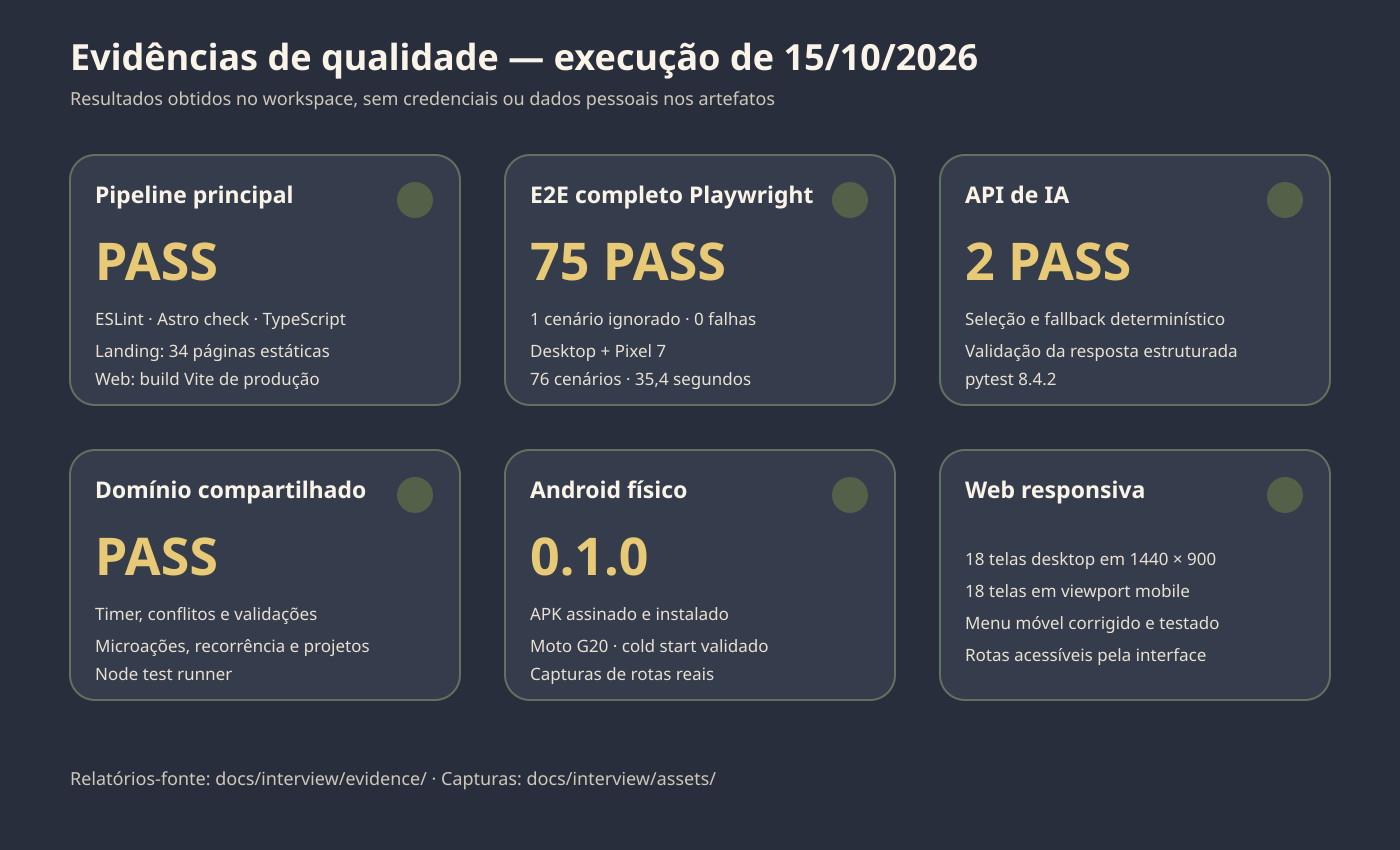 Evidências de qualidade — execução de 15/10/2026
Resultados obtidos no workspace, sem credenciais ou dados pessoais nos artefatos
Pipeline principal
PASS
ESLint · Astro check · TypeScript
Landing: 34 páginas estáticas
Web: build Vite de produção
E2E completo Playwright
75 PASS
1 cenário ignorado · 0 falhas
Desktop + Pixel 7
76 cenários · 35,4 segundos
API de IA
2 PASS
Seleção e fallback determinístico
Validação da resposta estruturada
pytest 8.4.2
Domínio compartilhado
PASS
Timer, conflitos e validações
Microações, recorrência e projetos
Node test runner
Android físico
0.1.0
APK assinado e instalado
Moto G20 · cold start validado
Capturas de rotas reais
Web responsiva
18 telas desktop em 1440 × 900
18 telas em viewport mobile
Menu móvel corrigido e testado
Rotas acessíveis pela interface
Relatórios-fonte: docs/interview/evidence/ · Capturas: docs/interview/assets/